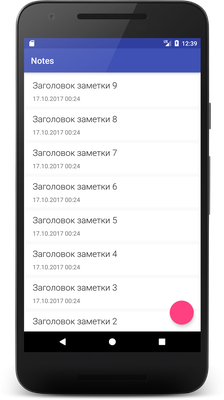 12:39
Notes
Заголовок заметки 9
17.10.2017 00:24
Заголовок заметки 8
17.10.2017 00:24
Заголовок заметки 7
17.10.2017 00:24
Заголовок заметки 6
17.10.2017 00:24
Заголовок заметки 5
17.10.2017 00:24
Заголовок заметки 4
17.10.2017 00:24
Заголовок заметки 3
17.10.2017 00:24
Заголовок заметки 2